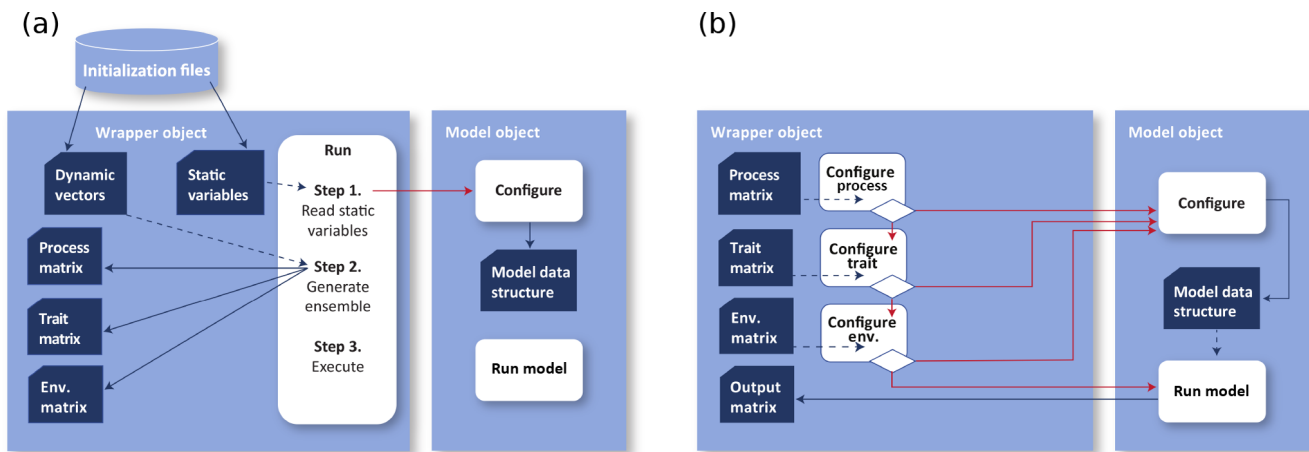 (a)
Initialization files
Wrapper object
Dynamic
vectors
Static
variables
Process
matrix
Trait
matrix
Env.
matrix
Run
Step 1.
Read static
variables
Step 2.
Generate
ensemble
Step 3.
Execute
Model object
Configure
Model data
structure
Run model
(b)
Wrapper object
Process
matrix
Configure
process
Trait
matrix
Configure
trait
Env.
matrix
Configure
env.
Output
matrix
Model object
Configure
Model data
structure
Run model